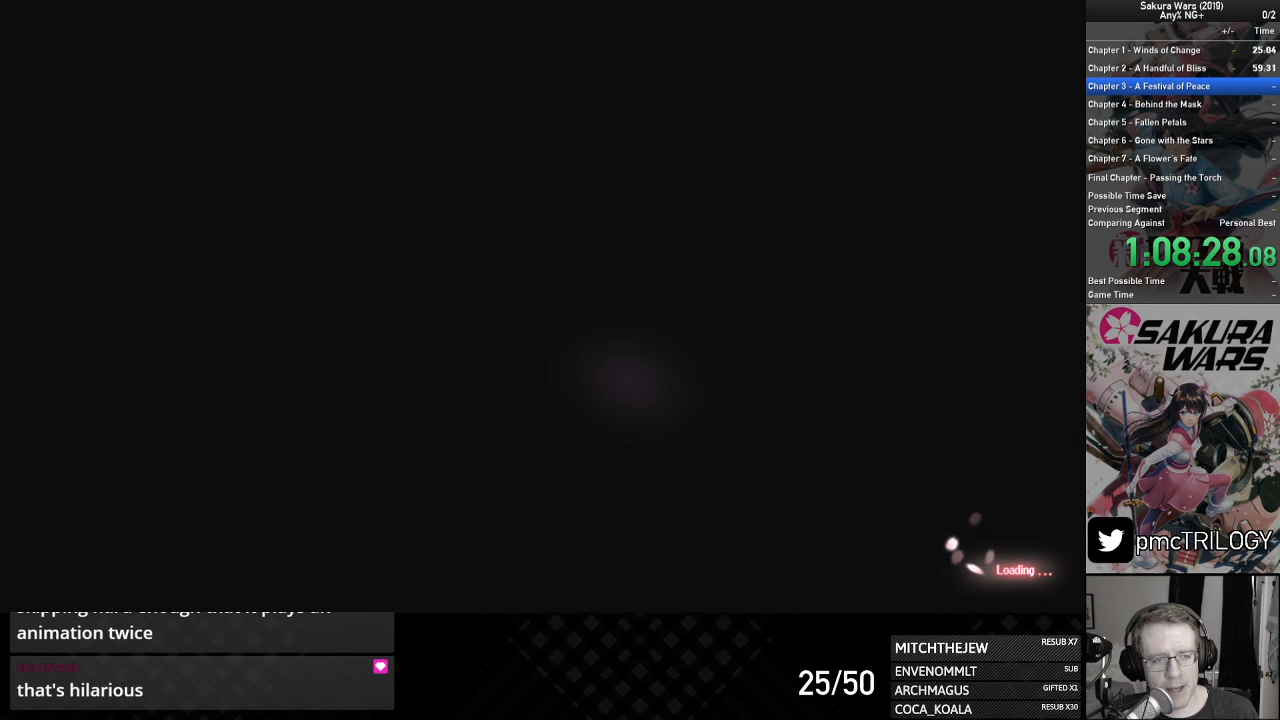 Sakura Wars (2019)
Any% NG+ 0/2
+/- Time
Chapter 1 - Winds of Change - 25:04
Chapter 2 - A Handful of Bliss - 59:31
Chapter 3 - A Festival of Peace -
Chapter 4 - Behind the Mask -
Chapter 5 - Fallen Petals -
Chapter 6 - Gone with the Stars -
Chapter 7 - A Flower's Fate -
Final Chapter - Passing the Torch -
Possible Time Save -
Previous Segment -
Comparing Against Personal Best
1:08:28.08
大戦
Best Possible Time -
Game Time -
SAKURA
WARS
pmcTRILOGY
Loading ...
animation twice
that's hilarious
25/50
MITCHTHEJEW RESUB X7
ENVENOMMLT SUB
ARCHMAGUS GIFTED X1
COCA_KOALA RESUB X30